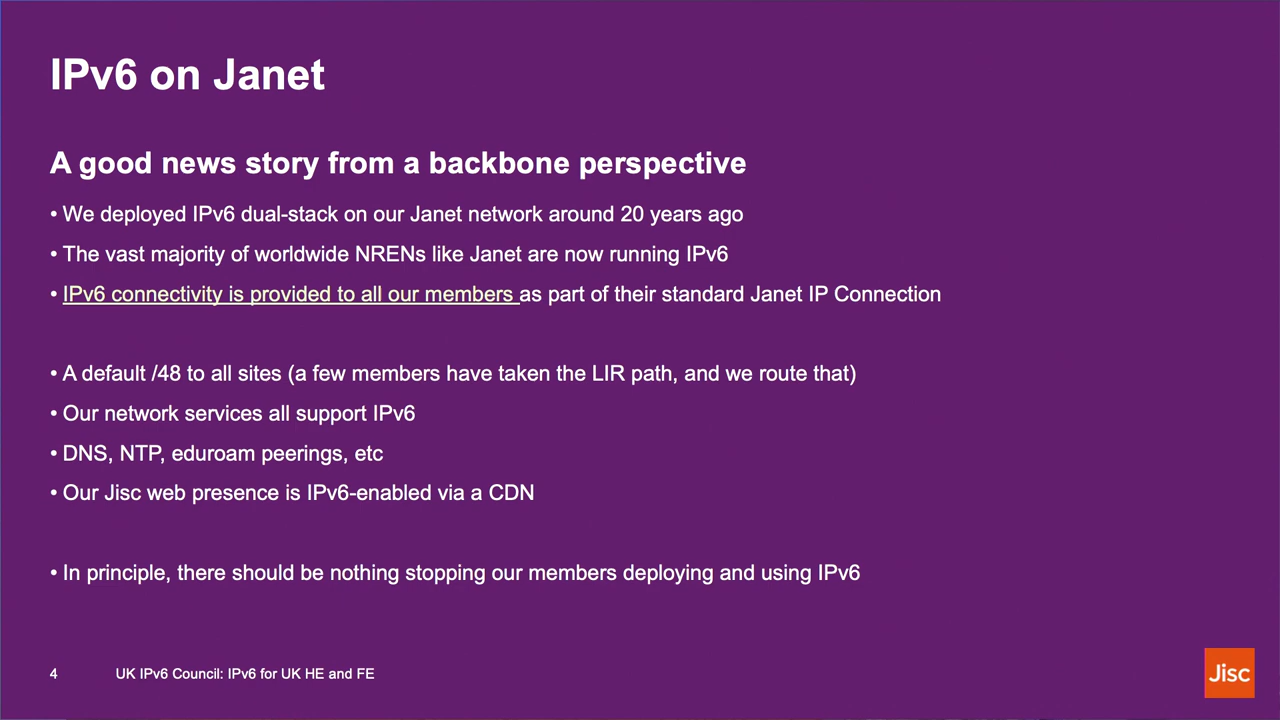 IPv6 on Janet
A good news story from a backbone perspective
• We deployed IPv6 dual-stack on our Janet network around 20 years ago
• The vast majority of worldwide NRENs like Janet are now running IPv6
• IPv6 connectivity is provided to all our members as part of their standard Janet IP Connection
• A default /48 to all sites (a few members have taken the LIR path, and we route that)
• Our network services all support IPv6
• DNS, NTP, eduroam peerings, etc
• Our Jisc web presence is IPv6-enabled via a CDN
• In principle, there should be nothing stopping our members deploying and using IPv6
4 UK IPv6 Council: IPv6 for UK HE and FE
Jisc